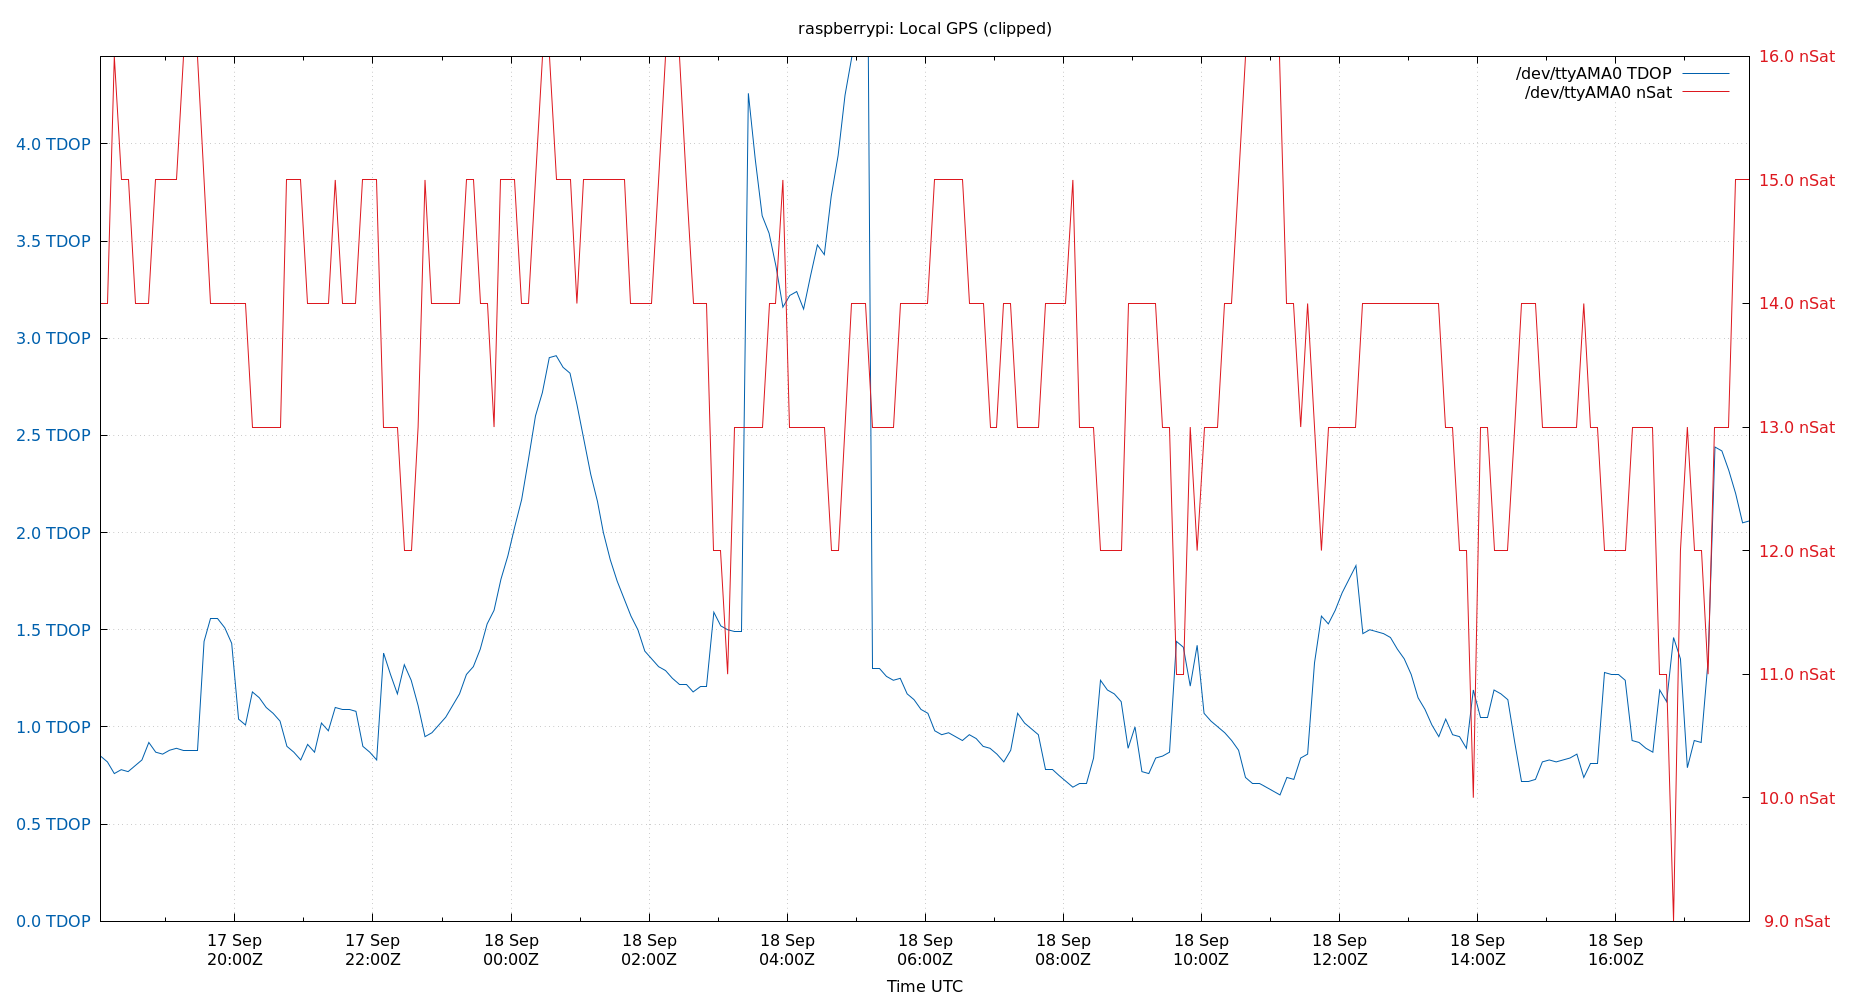 raspberrypi: Local GPS (clipped)
/dev/ttyAMA0 TDOP
/dev/ttyAMA0 nSat
4.0 TDOP
3.5 TDOP
3.0 TDOP
2.5 TDOP
2.0 TDOP
1.5 TDOP
1.0 TDOP
0.5 TDOP
0.0 TDOP
16.0 nSat
15.0 nSat
14.0 nSat
13.0 nSat
12.0 nSat
11.0 nSat
10.0 nSat
9.0 nSat
17 Sep
20:00Z
17 Sep
22:00Z
18 Sep
00:00Z
18 Sep
02:00Z
18 Sep
04:00Z
18 Sep
06:00Z
18 Sep
08:00Z
18 Sep
10:00Z
18 Sep
12:00Z
18 Sep
14:00Z
18 Sep
16:00Z
Time UTC